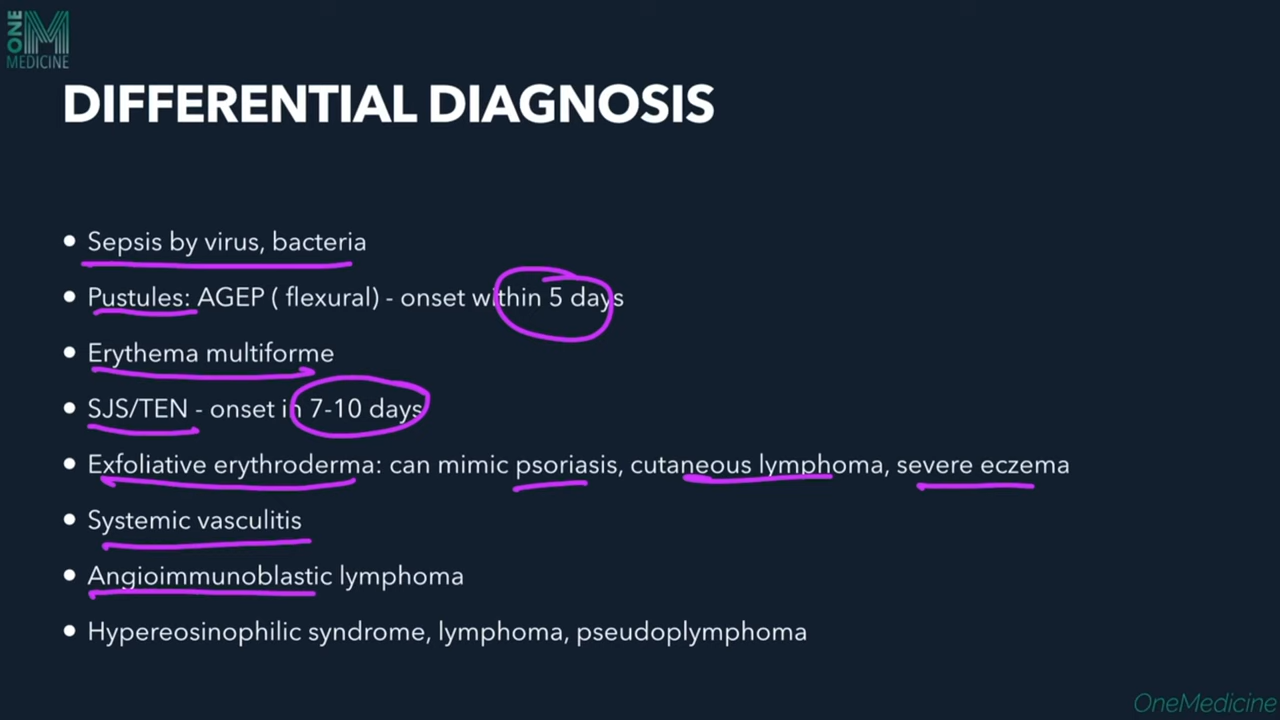 ONE
M
MEDICINE
DIFFERENTIAL DIAGNOSIS
• Sepsis by virus, bacteria
• Pustules: AGEP ( flexural) - onset within 5 days
• Erythema multiforme
• SJS/TEN - onset in 7-10 days
• Exfoliative erythroderma: can mimic psoriasis, cutaneous lymphoma, severe eczema
• Systemic vasculitis
• Angioimmunoblastic lymphoma
• Hypereosinophilic syndrome, lymphoma, pseudoplymphoma
OneMedicine